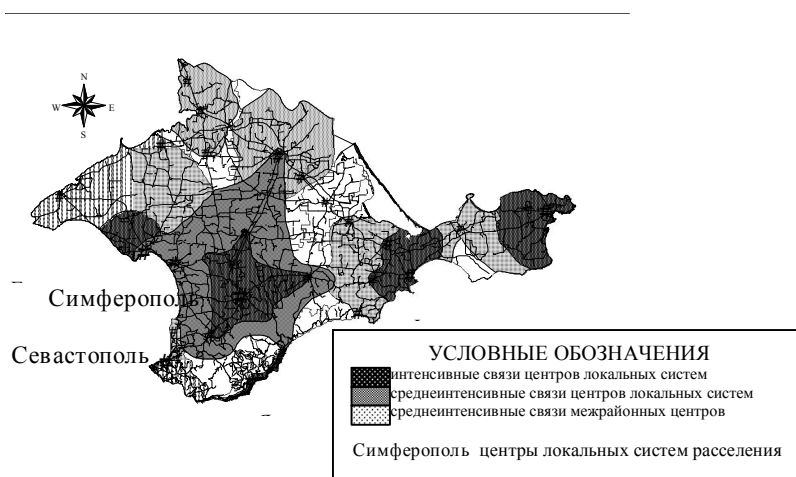 N
W E
S
Симферополь
Севастополь
УСЛОВНЫЕ ОБОЗНАЧЕНИЯ
интенсивные связи центров локальных систем
среднеинтенсивные связи центров локальных систем
среднеинтенсивные связи межрайонных центров
Симферополь центры локальных систем расселения